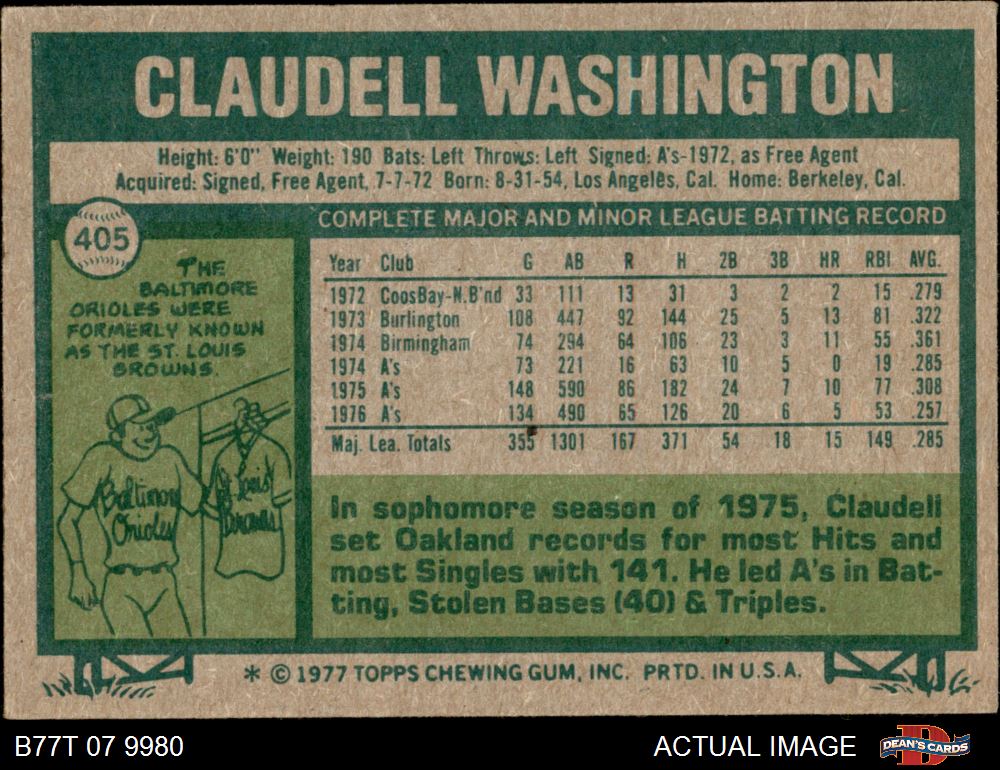 CLAUDELL WASHINGTON
Height: 6'0" Weight: 190 Bats: Left Throws: Left Signed: A's-1972, as Free Agent
Acquired: Signed, Free Agent, 7-7-72 Born: 8-31-54, Los Angeles, Cal. Home: Berkeley, Cal.
405
THE
BALTIMORE
ORIOLES WERE
FORMERLY KNOWN
AS THE ST. LOUIS
BROWNS.
Baltimore
Orioles
St. Louis
Browns
COMPLETE MAJOR AND MINOR LEAGUE BATTING RECORD
Year Club G AB R H 2B 3B HR RBI AVG.
1972 CoosBay-N.B'nd 33 111 13 31 3 2 2 15 .279
1973 Burlington 108 447 92 144 25 5 13 81 .322
1974 Birmingham 74 294 64 106 23 3 11 55 .361
1974 A's 73 221 16 63 10 5 0 19 .285
1975 A's 148 590 86 182 24 7 10 77 .308
1976 A's 134 490 65 126 20 6 5 53 .257
Maj. Lea. Totals 355 1301 167 371 54 18 15 149 .285
In sophomore season of 1975, Claudell
set Oakland records for most Hits and
most Singles with 141. He led A's in Bat-
ting, Stolen Bases (40) & Triples.
* © 1977 TOPPS CHEWING GUM, INC. PRTD. IN U.S.A.
B77T 07 9980
ACTUAL IMAGE
D
DEAN'S CARDS